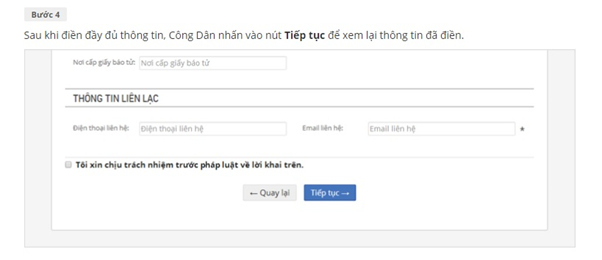 Bước 4
Sau khi điền đầy đủ thông tin, Công Dân nhấn vào nút Tiếp tục để xem lại thông tin đã điền.
Nơi cấp giấy báo tử: Nơi cấp giấy báo tử
THÔNG TIN LIÊN LẠC
Điện thoại liên hệ: Điện thoại liên hệ Email liên hệ: Email liên hệ *
Tôi xin chịu trách nhiệm trước pháp luật về lời khai trên.
← Quay lại Tiếp tục →